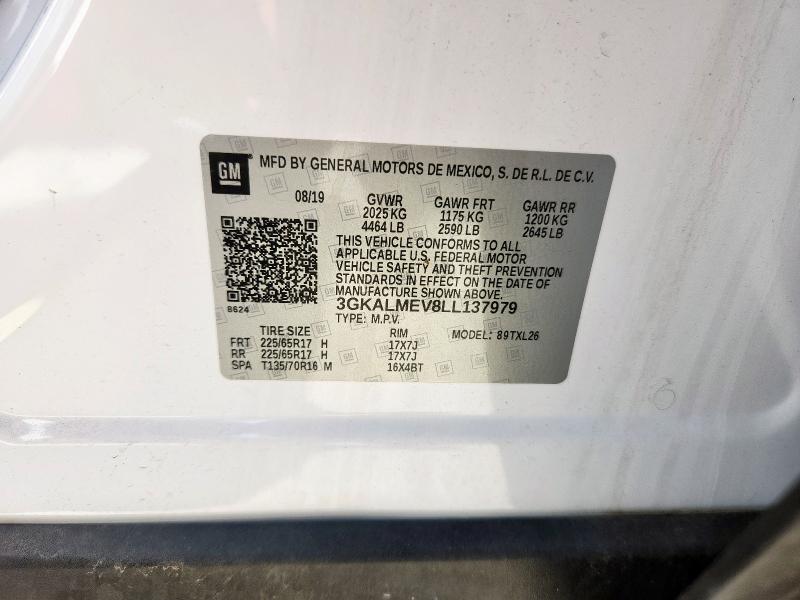 GM MFD BY GENERAL MOTORS DE MEXICO, S. DE R.L. DE C.V.
08/19 GVWR GAWR FRT GAWR RR
2025 KG 1175 KG 1200 KG
4464 LB 2590 LB 2645 LB
THIS VEHICLE CONFORMS TO ALL
APPLICABLE U.S. FEDERAL MOTOR
VEHICLE SAFETY AND THEFT PREVENTION
STANDARDS IN EFFECT ON THE DATE OF
MANUFACTURE SHOWN ABOVE.
8624 3GKALMEV8LL137979
TYPE: M.P.V. MODEL: 89TXL26
TIRE SIZE RIM
FRT 225/65R17 H 17X7J
RR 225/65R17 H 17X7J
SPA T135/70R16 M 16X4BT